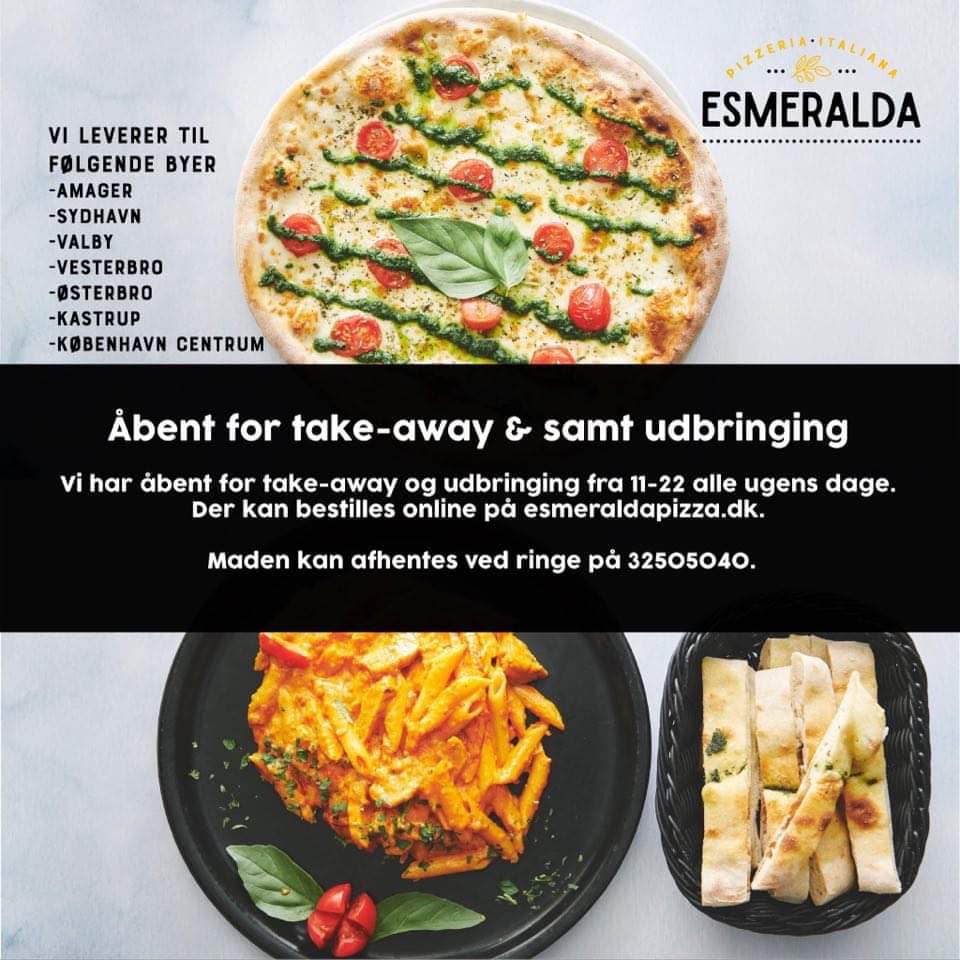 PIZZERIA·ITALIANA
ESMERALDA
VI LEVERER TIL
FØLGENDE BYER
-AMAGER
-SYDHAVN
-VALBY
-VESTERBRO
-ØSTERBRO
-KASTRUP
-KØBENHAVN CENTRUM
Åbent for take-away & samt udbringing
Vi har åbent for take-away og udbringing fra 11-22 alle ugens dage.
Der kan bestilles online på esmeraldapizza.dk.
Maden kan afhentes ved ringe på 32505040.